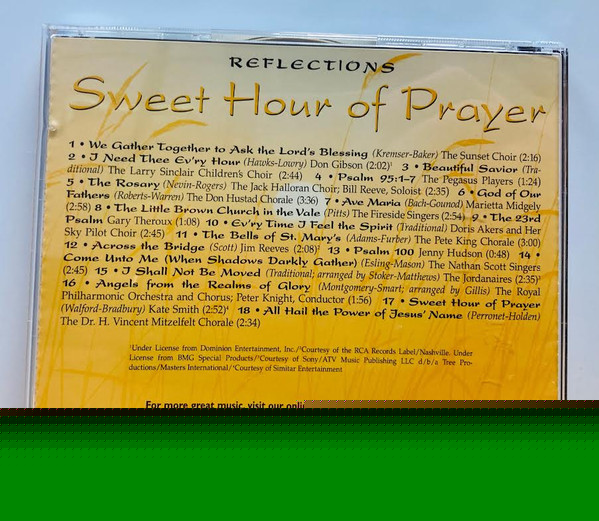 REFLECTIONS
Sweet Hour of Prayer
1 • We Gather Together to Ask the Lord's Blessing (Kremser-Baker) The Sunset Choir (2:16)
2 • I Need Thee Ev'ry Hour (Hawks-Lowry) Don Gibson (2:02)¹ 3 • Beautiful Savior (Tra-
ditional) The Larry Sinclair Children's Choir (2:44) 4 • Psalm 95:1-7 The Pegasus Players (1:24)
5 • The Rosary (Nevin-Rogers) The Jack Halloran Choir; Bill Reeve, Soloist (2:35) 6 • God of Our
Fathers (Roberts-Warren) The Don Hustad Chorale (3:36) 7 • Ave Maria (Bach-Gounod) Marietta Midgely
(2:58) 8 • The Little Brown Church in the Vale (Pitts) The Fireside Singers (2:54) 9 • The 23rd
Psalm Gary Theroux (1:08) 10 • Ev'ry Time I Feel the Spirit (Traditional) Doris Akers and Her
Sky Pilot Choir (2:45) 11 • The Bells of St. Mary's (Adams-Furber) The Pete King Chorale (3:00)
12 • Across the Bridge (Scott) Jim Reeves (2:08)² 13 • Psalm 100 Jenny Hudson (0:48) 14 •
Come Unto Me (When Shadows Darkly Gather) (Esling-Mason) The Nathan Scott Singers
(2:45) 15 • I Shall Not Be Moved (Traditional; arranged by Stoker-Matthews) The Jordanaires (2:35)³
16 • Angels from the Realms of Glory (Montgomery-Smart; arranged by Gillis) The Royal
Philharmonic Orchestra and Chorus; Peter Knight, Conductor (1:56) 17 • Sweet Hour of Prayer
(Walford-Bradbury) Kate Smith (2:52)⁴ 18 • All Hail the Power of Jesus' Name (Perronet-Holden)
The Dr. H. Vincent Mitzelfelt Chorale (2:34)
¹Under License from Dominion Entertainment, Inc./²Courtesy of the RCA Records Label/Nashville. Under
License from BMG Special Products/³Courtesy of Sony/ATV Music Publishing LLC d/b/a Tree Pro-
ductions/Masters International/⁴Courtesy of Simitar Entertainment
For more great music, visit our